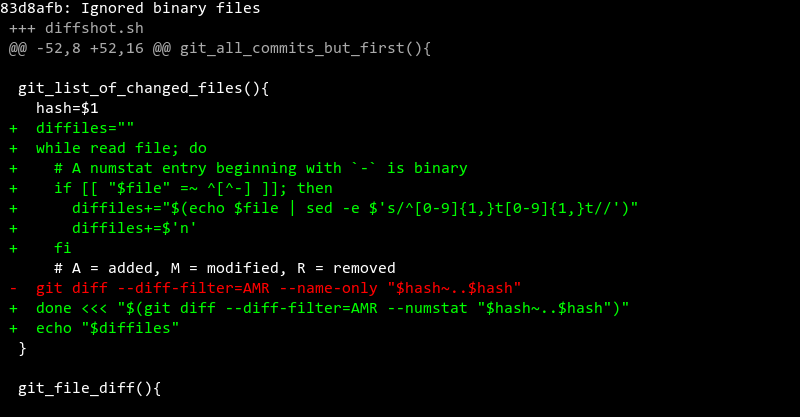 83d8afb: Ignored binary files
+++ diffshot.sh
@@ -52,8 +52,16 @@ git_all_commits_but_first(){
git_list_of_changed_files(){
hash=$1
+ diffiles=""
+ while read file; do
+ # A numstat entry beginning with `-` is binary
+ if [[ "$file" =~ ^[^-] ]]; then
+ diffiles+="$(echo $file | sed -e $'s/^[0-9]{1,}t[0-9]{1,}t//')"
+ diffiles+=$'n'
+ fi
# A = added, M = modified, R = removed
- git diff --diff-filter=AMR --name-only "$hash~..$hash"
+ done <<< "$(git diff --diff-filter=AMR --numstat "$hash~..$hash")"
+ echo "$diffiles"
}
git_file_diff(){